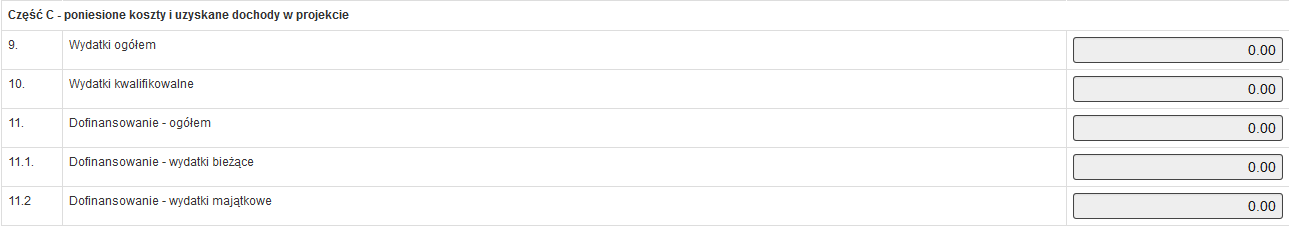 Część C - poniesione koszty i uzyskane dochody w projekcie
9. Wydatki ogółem 0.00
10. Wydatki kwalifikowalne 0.00
11. Dofinansowanie - ogółem 0.00
11.1. Dofinansowanie - wydatki bieżące 0.00
11.2 Dofinansowanie - wydatki majątkowe 0.00